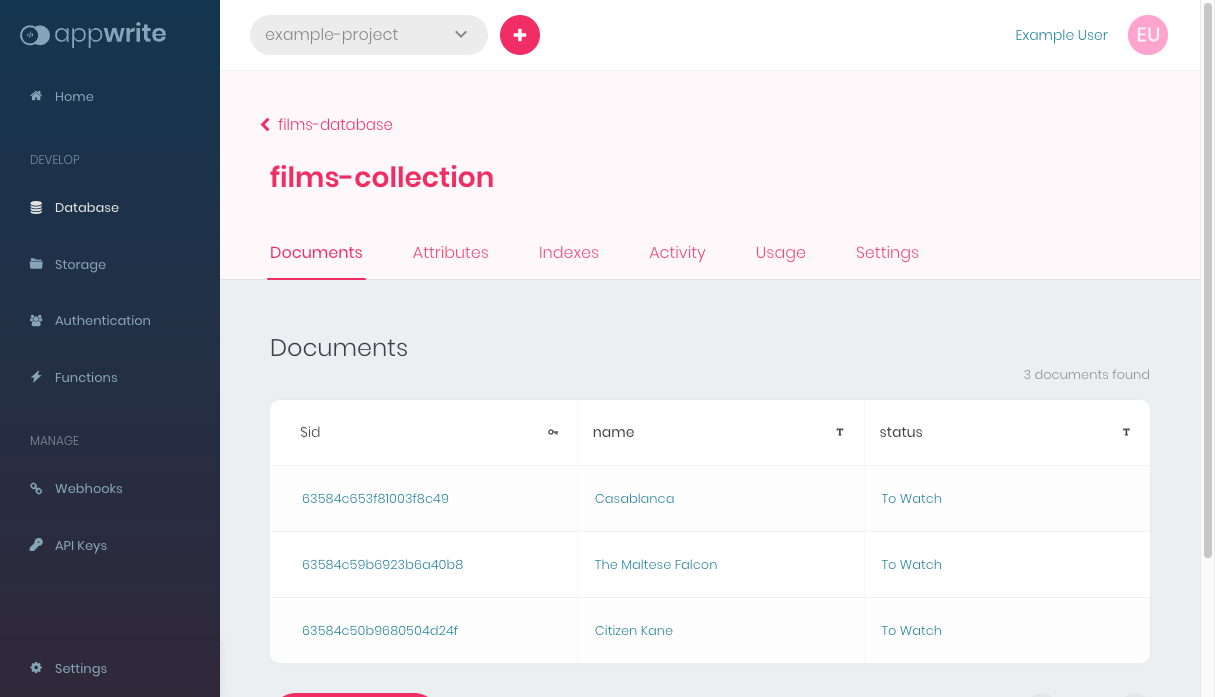 appwrite
example-project
Example User
EU
Home
DEVELOP
Database
Storage
Authentication
Functions
MANAGE
Webhooks
API Keys
Settings
films-database
films-collection
Documents Attributes Indexes Activity Usage Settings
Documents
3 documents found
$id name T status T
63584c653f81003f8c49 Casablanca To Watch
63584c59b6923b6a40b8 The Maltese Falcon To Watch
63584c50b9680504d24f Citizen Kane To Watch